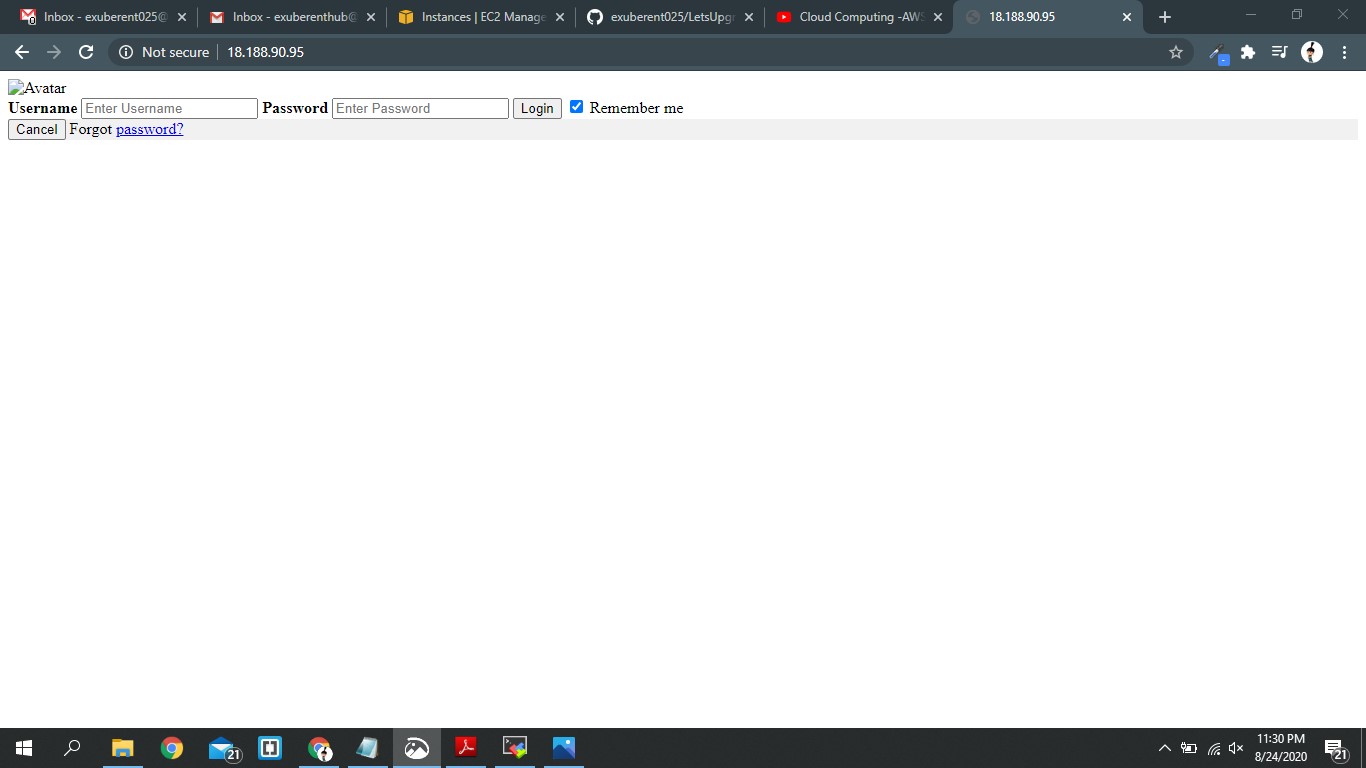 Inbox - exuberent025@
Inbox - exuberenthub@
Instances | EC2 Manage
exuberent025/LetsUpgr
Cloud Computing -AWS
18.188.90.95
Not secure
18.188.90.95
Avatar
Username Enter Username Password Enter Password Login Remember me
Cancel Forgot password?
21
11:30 PM
8/24/2020
21